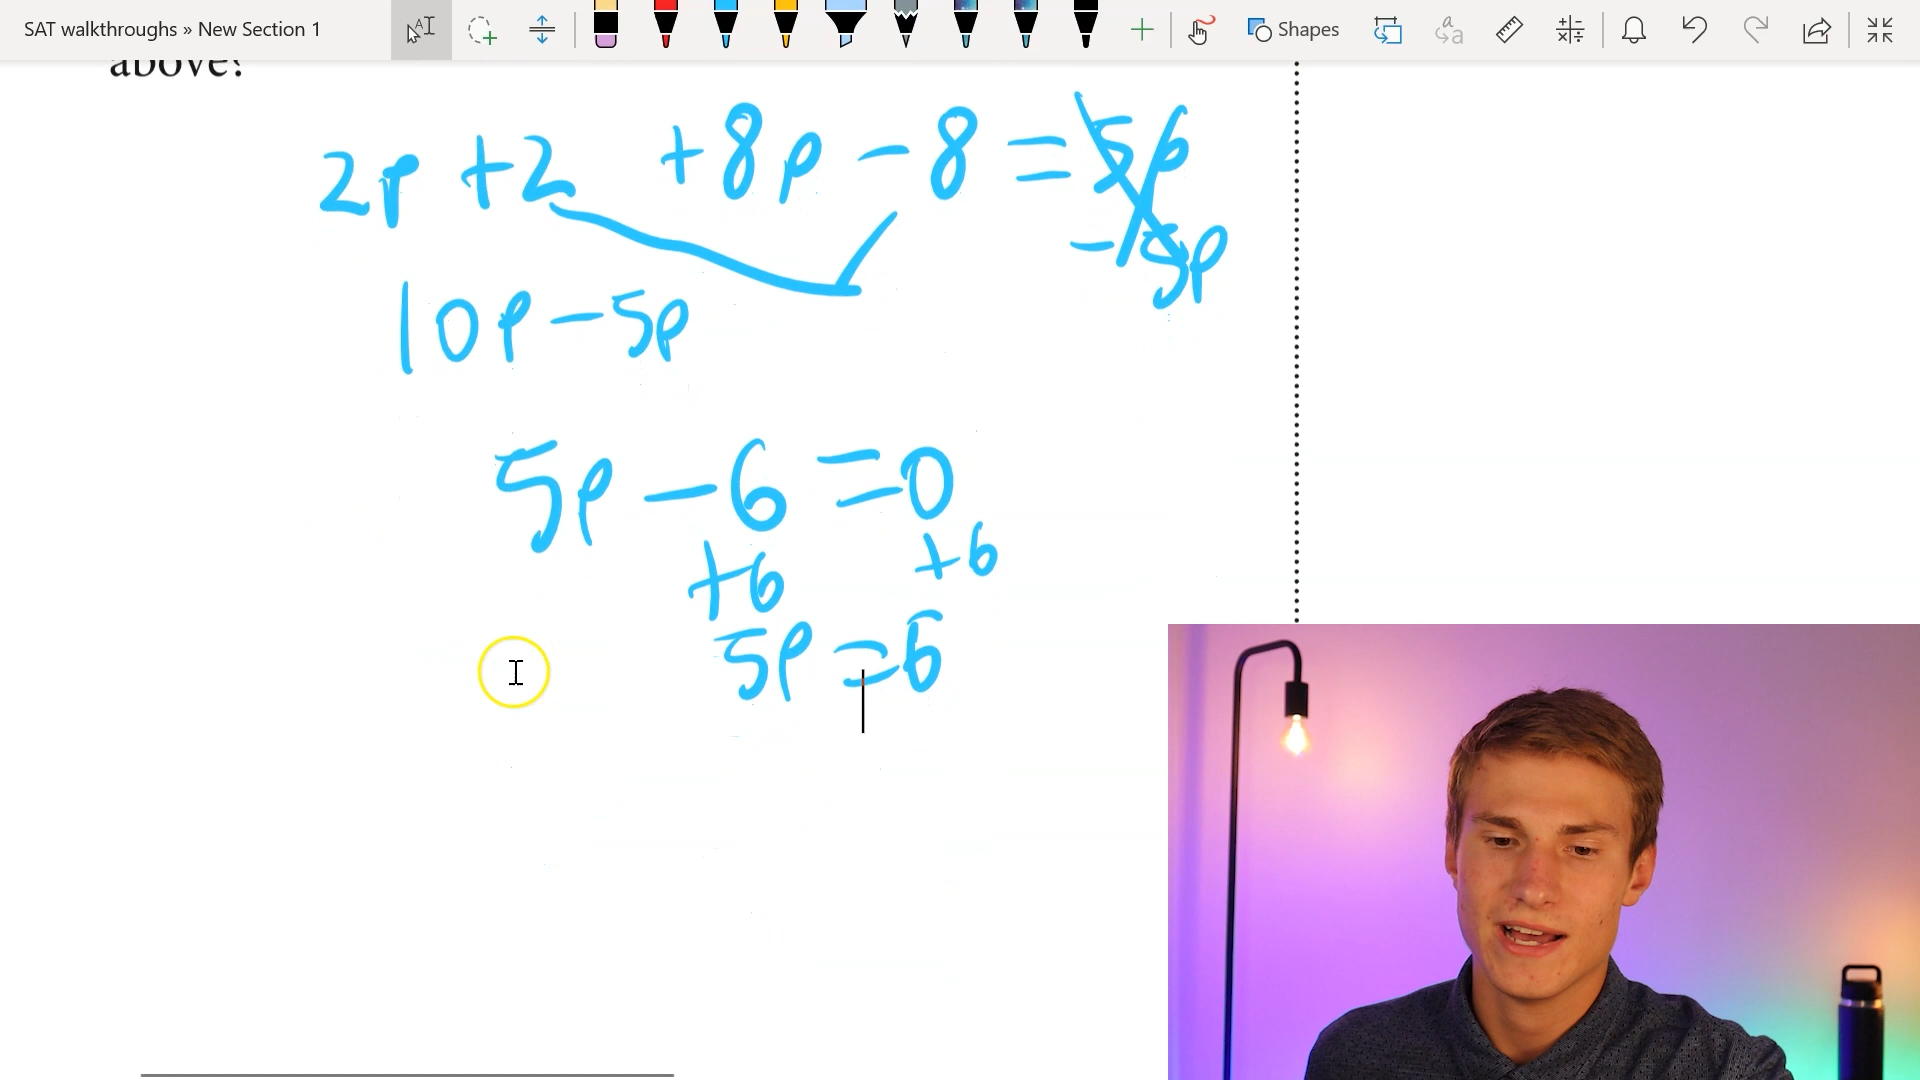 SAT walkthroughs » New Section 1
Shapes
above?
2p +2 +8p - 8 = 5p
- 5p
10p - 5p
5p - 6 = 0
+6 +6
5p = 6